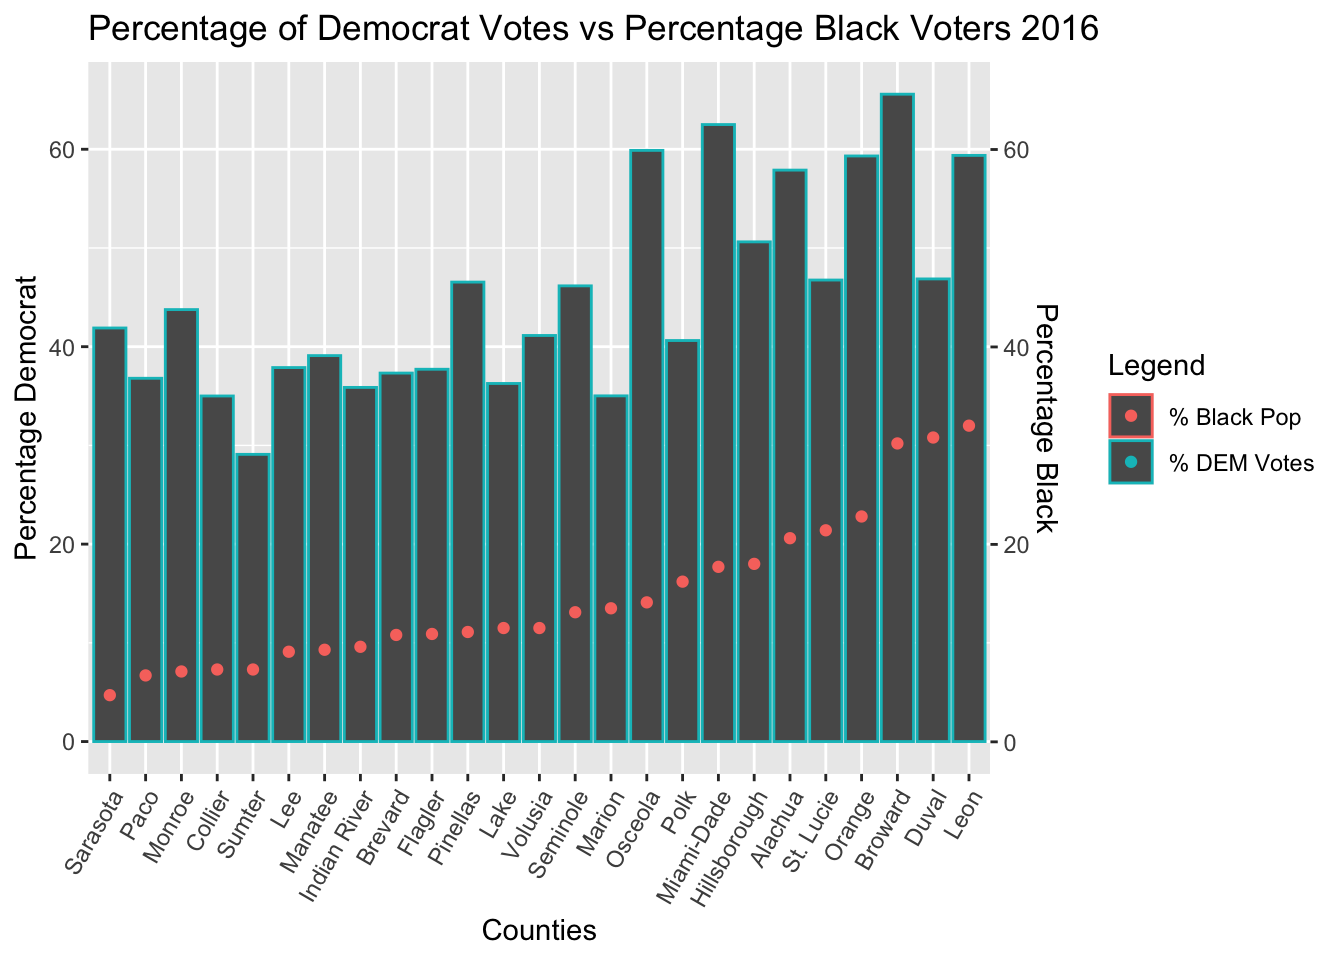 Percentage of Democrat Votes vs Percentage Black Voters 2016
Percentage Democrat
60
40
20
0
60
40
20
0
Percentage Black
Legend
% Black Pop
% DEM Votes
Sarasota
Paco
Monroe
Collier
Sumter
Lee
Manatee
Indian River
Brevard
Flagler
Pinellas
Lake
Volusia
Seminole
Marion
Osceola
Polk
Miami-Dade
Hillsborough
Alachua
St. Lucie
Orange
Broward
Duval
Leon
Counties